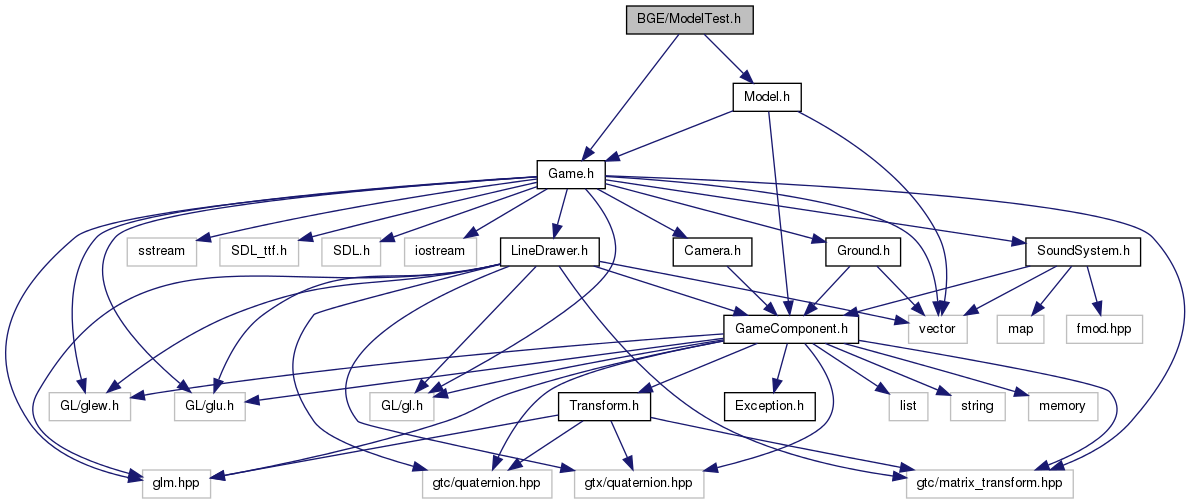 BGE/ModelTest.h
Model.h
Game.h
sstream
SDL_ttf.h
SDL.h
iostream
LineDrawer.h
Camera.h
Ground.h
SoundSystem.h
GameComponent.h
vector
map
fmod.hpp
GL/glew.h
GL/glu.h
GL/gl.h
Transform.h
Exception.h
list
string
memory
glm.hpp
gtc/quaternion.hpp
gtx/quaternion.hpp
gtc/matrix_transform.hpp